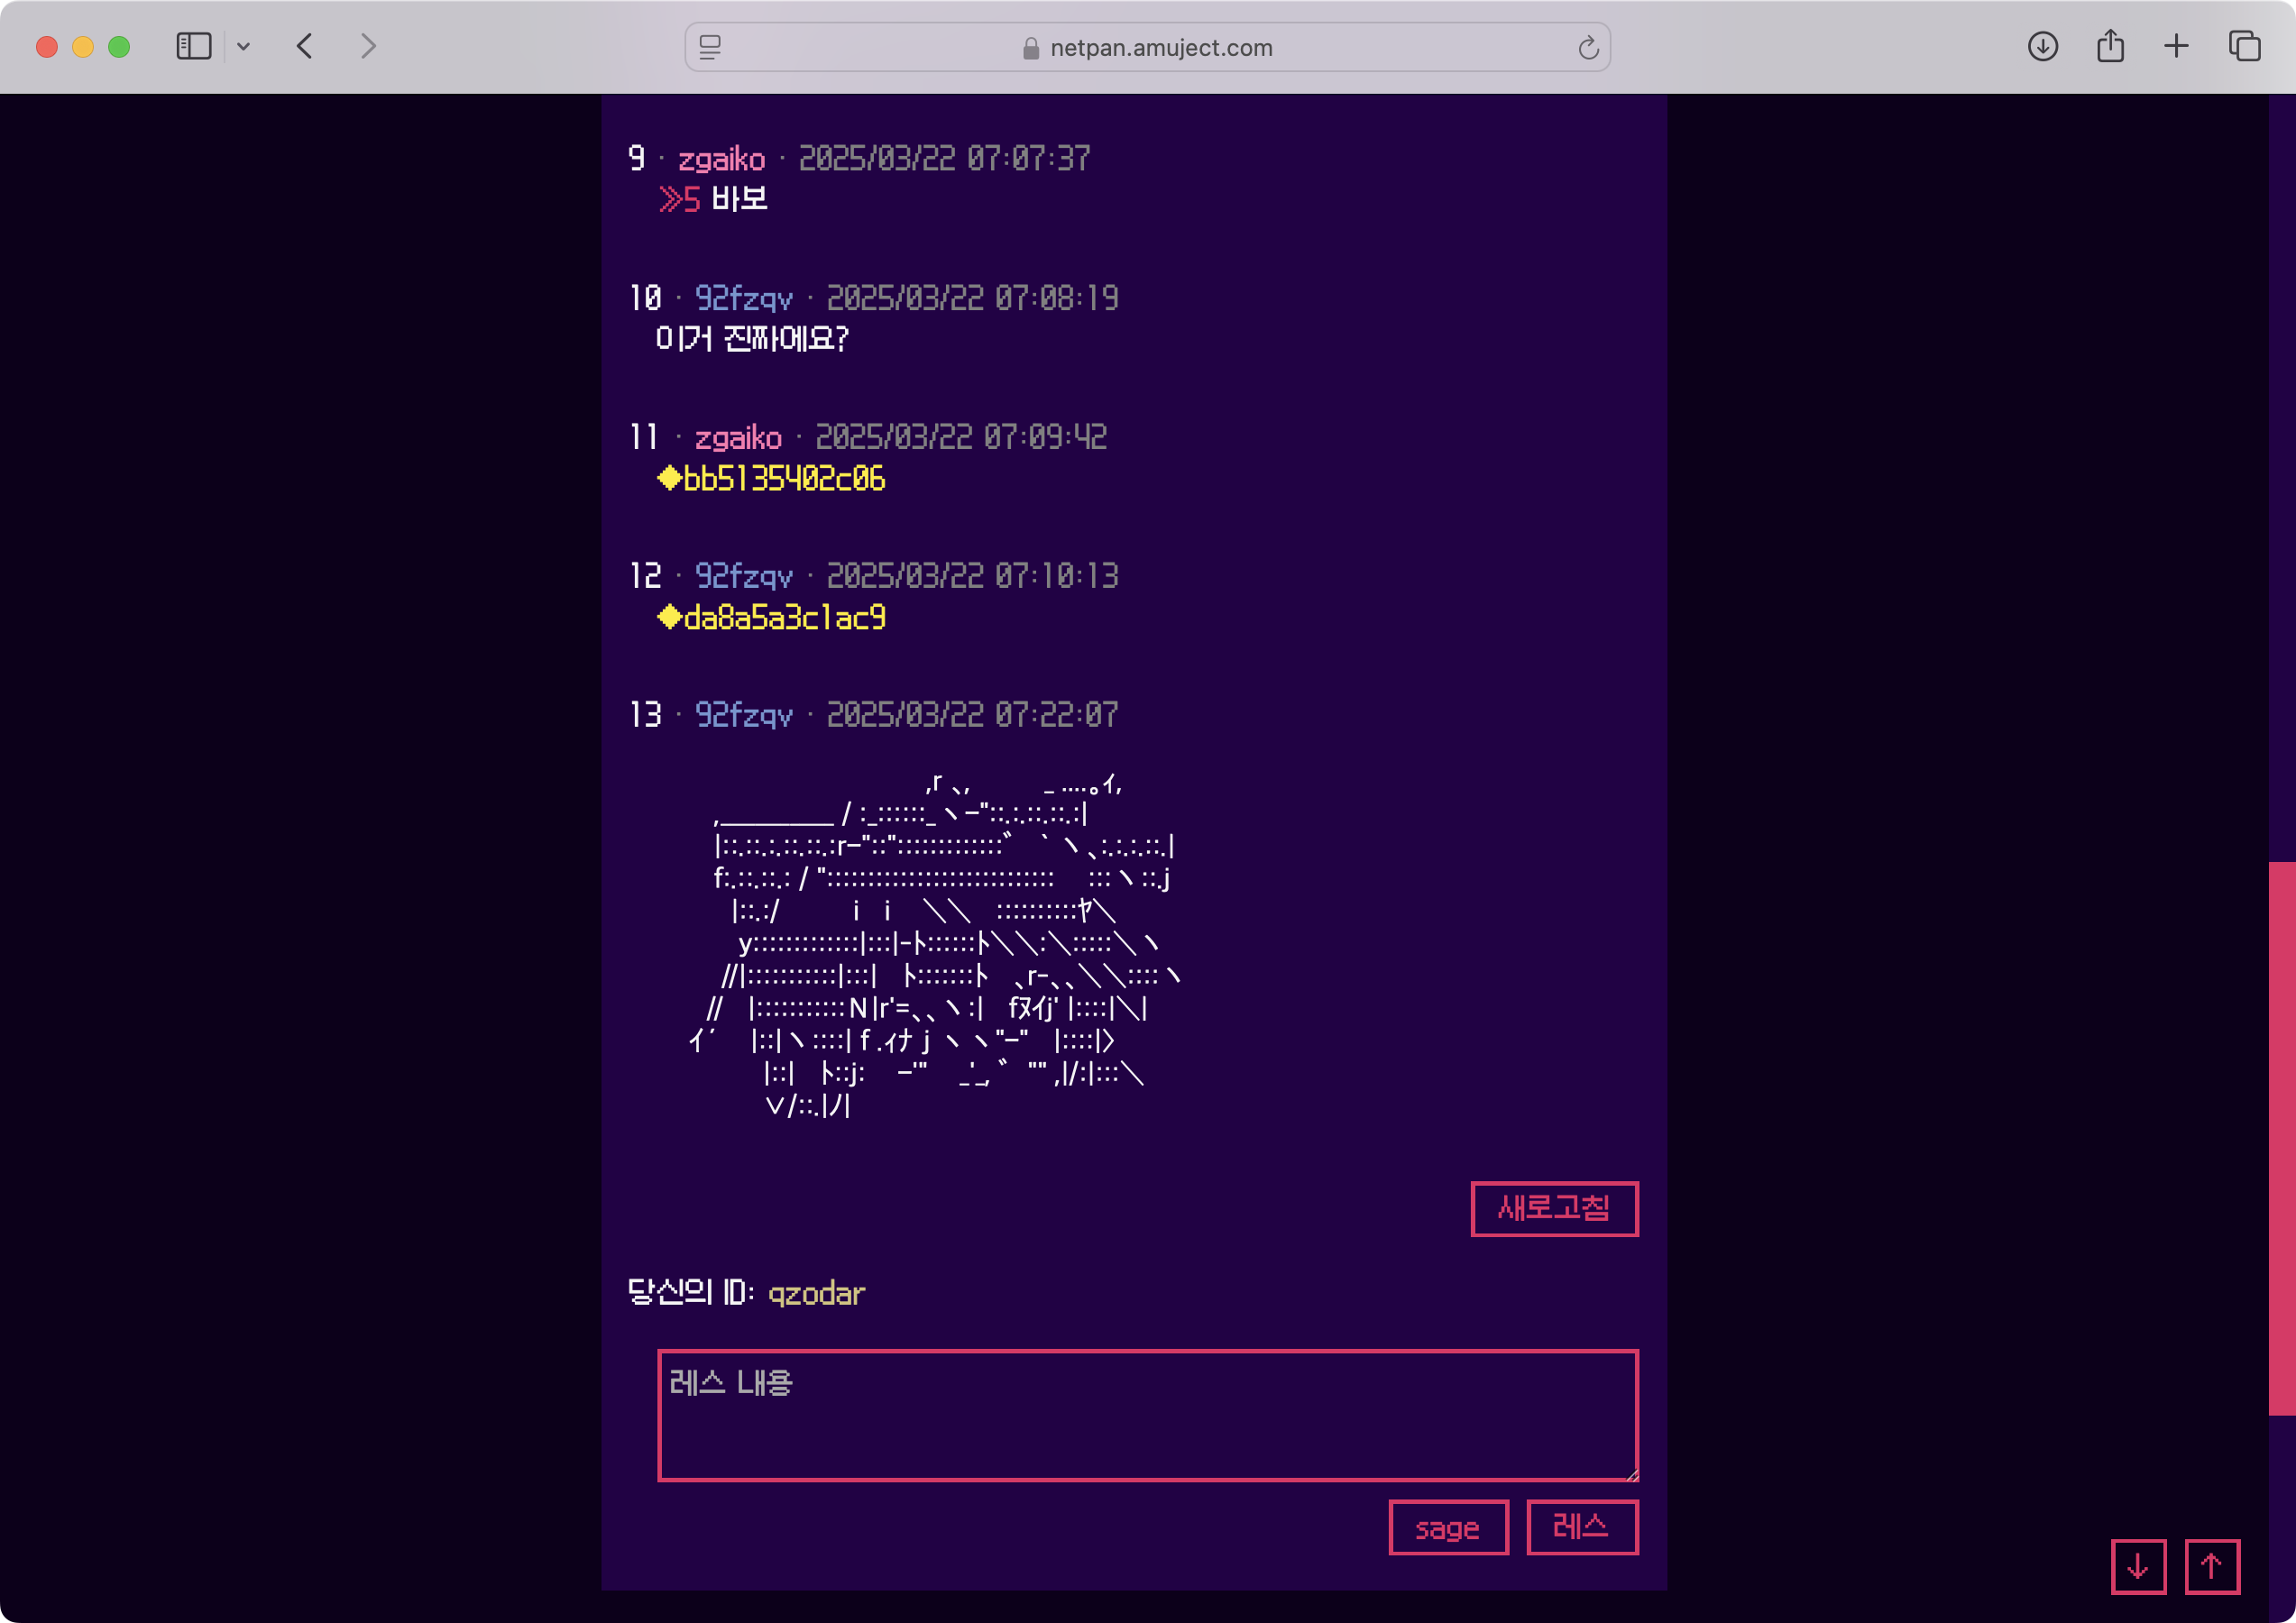 netpan.amuject.com
9 · zgaiko · 2025/03/22 07:07:37
≫5 바보
10 · 92fzqv · 2025/03/22 07:08:19
이거 진짜에요?
11 · zgaiko · 2025/03/22 07:09:42
◆bb5135402c06
12 · 92fzqv · 2025/03/22 07:10:13
◆da8a5a3c1ac9
13 · 92fzqv · 2025/03/22 07:22:07
새로고침
당신의 ID: qzodar
레스 내용
sage 레스
↓ ↑